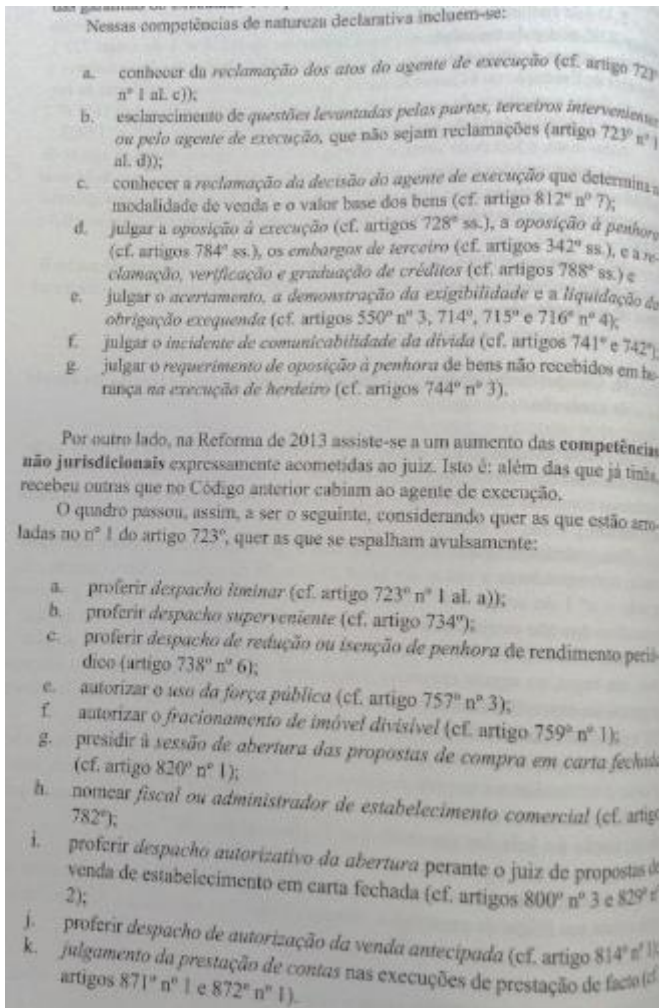 Nessas competências de natureza declarativa incluem-se:
a. conhecer da reclamação dos atos do agente de execução (cf. artigo 723º
nº 1 al. c));
b. esclarecimento de questões levantadas pelas partes, terceiros intervenientes
ou pelo agente de execução, que não sejam reclamações (artigo 723º nº 1
al. d));
c. conhecer a reclamação da decisão do agente de execução que determina a
modalidade de venda e o valor base dos bens (cf. artigo 812º nº 7);
d. julgar a oposição à execução (cf. artigos 728º ss.), a oposição à penhora
(cf. artigos 784º ss.), os embargos de terceiro (cf. artigos 342º ss.), e a re-
clamação, verificação e graduação de créditos (cf. artigos 788º ss.) e
e. julgar o acertamento, a demonstração da exigibilidade e a liquidação da
obrigação exequenda (cf. artigos 550º nº 3, 714º, 715º e 716º nº 4);
f. julgar o incidente de comunicabilidade da dívida (cf. artigos 741º e 742º);
g. julgar o requerimento de oposição à penhora de bens não recebidos em he-
rança na execução de herdeiro (cf. artigos 744º nº 3).
Por outro lado, na Reforma de 2013 assiste-se a um aumento das competências
não jurisdicionais expressamente acometidas ao juiz. Isto é: além das que já tinha,
recebeu outras que no Código anterior cabiam ao agente de execução.
O quadro passou, assim, a ser o seguinte, considerando quer as que estão arro-
ladas no nº 1 do artigo 723º, quer as que se espalham avulsamente:
a. proferir despacho liminar (cf. artigo 723º nº 1 al. a));
b. proferir despacho superveniente (cf. artigo 734º);
c. proferir despacho de redução ou isenção de penhora de rendimento perió-
dico (artigo 738º nº 6);
e. autorizar o uso da força pública (cf. artigo 757º nº 3);
f. autorizar o fracionamento de imóvel divisível (cf. artigo 759º nº 1);
g. presidir à sessão de abertura das propostas de compra em carta fechada
(cf. artigo 820º nº 1);
h. nomear fiscal ou administrador de estabelecimento comercial (cf. artigo
782º);
i. proferir despacho autorizativo da abertura perante o juiz de propostas de
venda de estabelecimento em carta fechada (cf. artigos 800º nº 3 e 829º nº
2);
j. proferir despacho de autorização da venda antecipada (cf. artigo 814º nº
k. julgamento da prestação de contas nas execuções de prestação de facto (cf.
artigos 871º nº 1 e 872º nº 1).